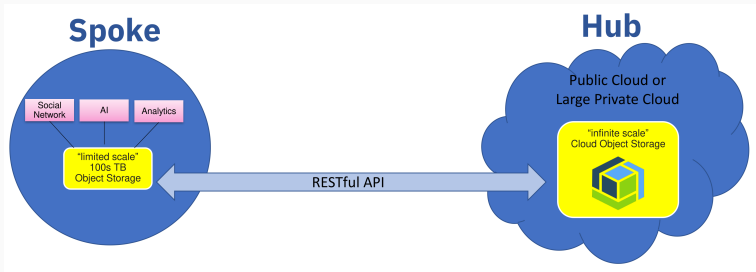 Spoke
Hub
Social
Network
AI
Analytics
"limited scale"
100s TB
Object Storage
RESTful API
Public Cloud or
Large Private Cloud
"infinite scale"
Cloud Object Storage